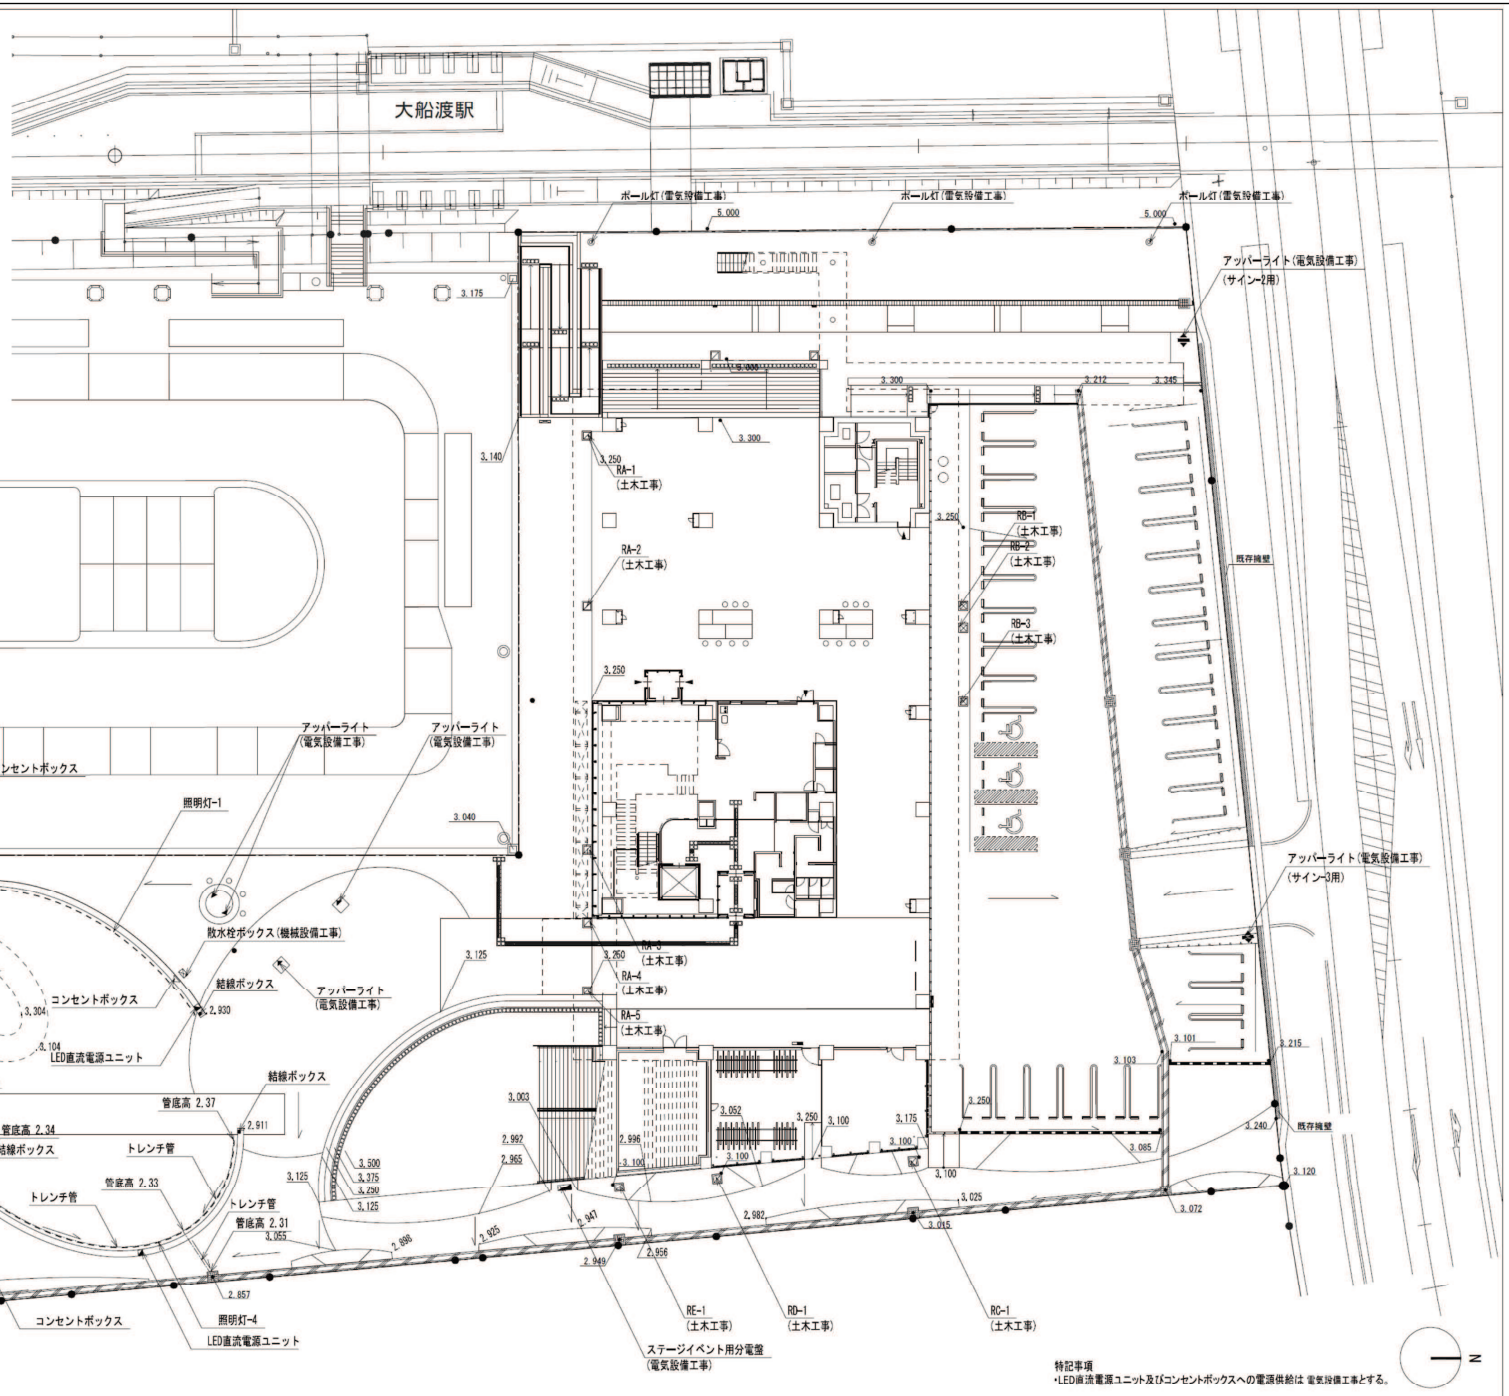 大船渡駅
ポール灯(電気設備工事)
ポール灯(電気設備工事)
ポール灯(電気設備工事)
5.000
5.000
アッパーライト(電気設備工事)
(サイン-2用)
3.175
3.300
3.212
3.345
3.300
3.140
3.250
RA-1
(土木工事)
3.250
RB-1
(土木工事)
RA-2
(土木工事)
RB-2
(土木工事)
既存擁壁
RB-3
(土木工事)
3.250
アッパーライト
(電気設備工事)
アッパーライト
(電気設備工事)
ンセントボックス
照明灯-1
3.040
アッパーライト(電気設備工事)
(サイン-3用)
散水栓ボックス(機械設備工事)
RA-3
(土木工事)
3.125
3.250
RA-4
(土木工事)
コンセントボックス
結線ボックス
アッパーライト
(電気設備工事)
3.304
2.930
RA-5
(土木工事)
3.104
LED直流電源ユニット
3.101
3.215
3.103
結線ボックス
管底高 2.37
3.003
3.052
3.250
3.100
3.175
3.250
管底高 2.34
2.911
3.240
既存擁壁
結線ボックス
トレンチ管
2.992
2.996
3.100
3.085
2.965
3.100
3.100
3.100
3.500
3.375
3.250
3.125
3.125
3.120
管底高 2.33
トレンチ管
トレンチ管
管底高 2.31
3.055
2.898
2.925
2.947
2.982
3.025
3.015
3.072
2.949
2.956
2.857
コンセントボックス
照明灯-4
LED直流電源ユニット
RE-1
(土木工事)
RD-1
(土木工事)
RC-1
(土木工事)
ステージイベント用分電盤
(電気設備工事)
N
特記事項
・LED直流電源ユニット及びコンセントボックスへの電源供給は 電気設備工事とする。